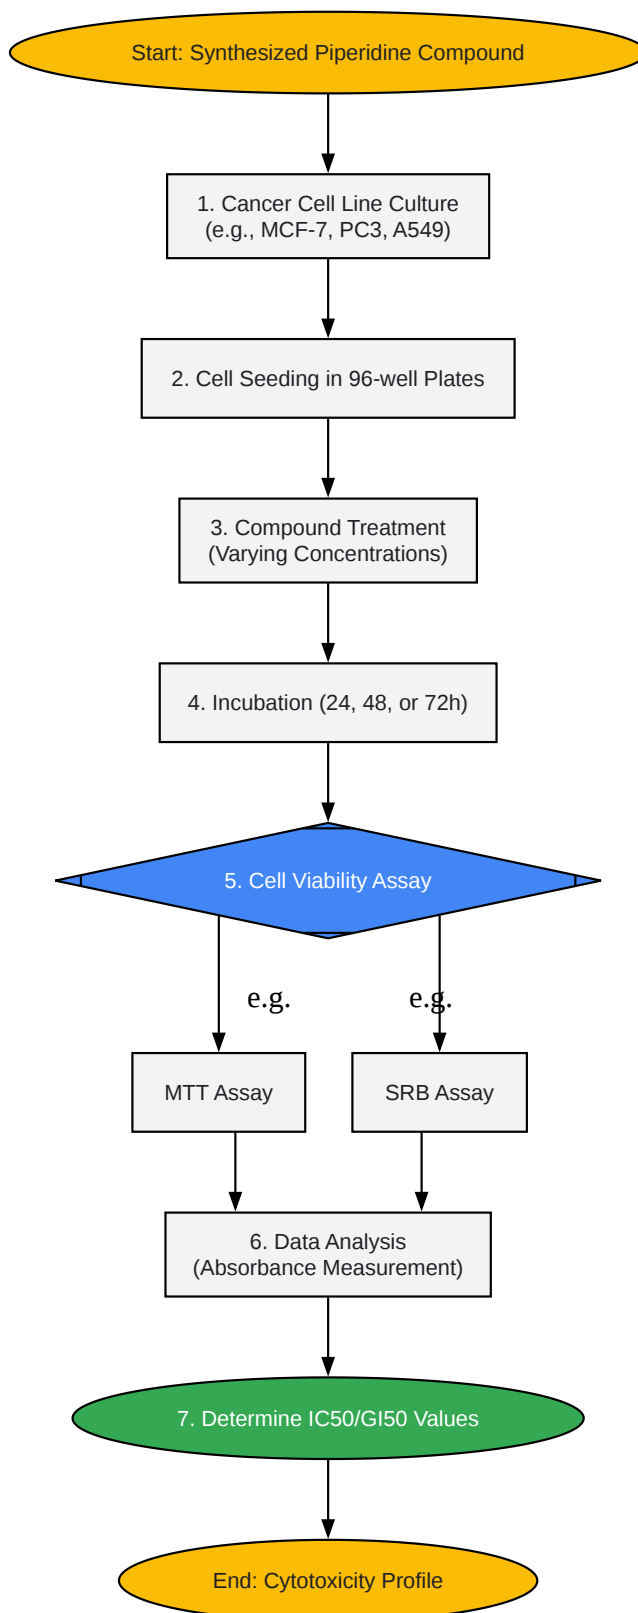 Start: Synthesized Piperidine Compound
1. Cancer Cell Line Culture
(e.g., MCF-7, PC3, A549)
2. Cell Seeding in 96-well Plates
3. Compound Treatment
(Varying Concentrations)
4. Incubation (24, 48, or 72h)
5. Cell Viability Assay
e.g.
e.g.
MTT Assay
SRB Assay
6. Data Analysis
(Absorbance Measurement)
7. Determine IC50/GI50 Values
End: Cytotoxicity Profile